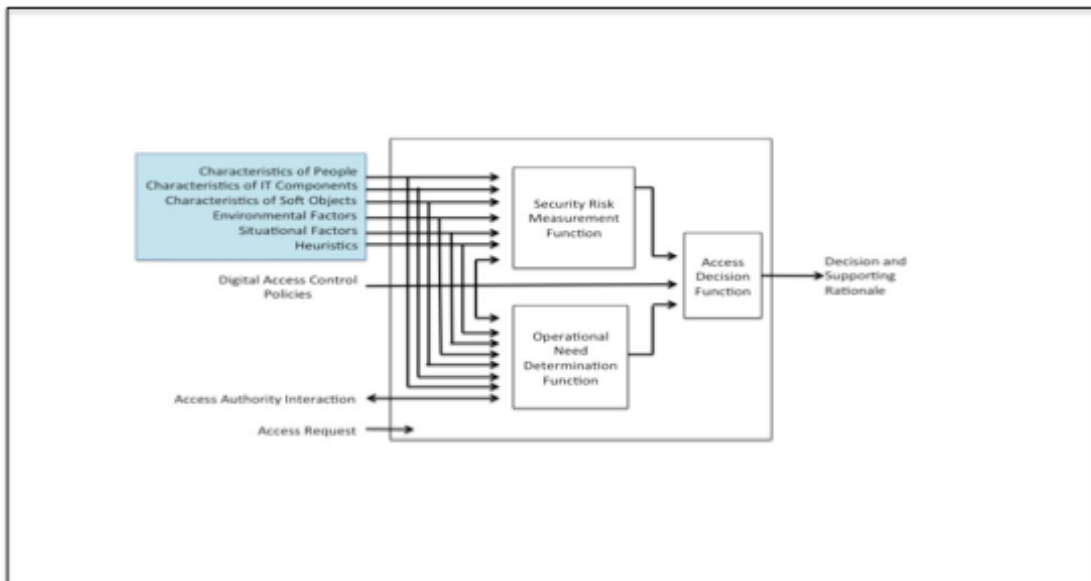 Characteristics of People
Characteristics of IT Components
Characteristics of Soft Objects
Environmental Factors
Situational Factors
Heuristics
Digital Access Control
Policies
Access Authority Interaction
Access Request
Security Risk
Measurement
Function
Operational
Need
Determination
Function
Access
Decision
Function
Decision and
Supporting
Rationale